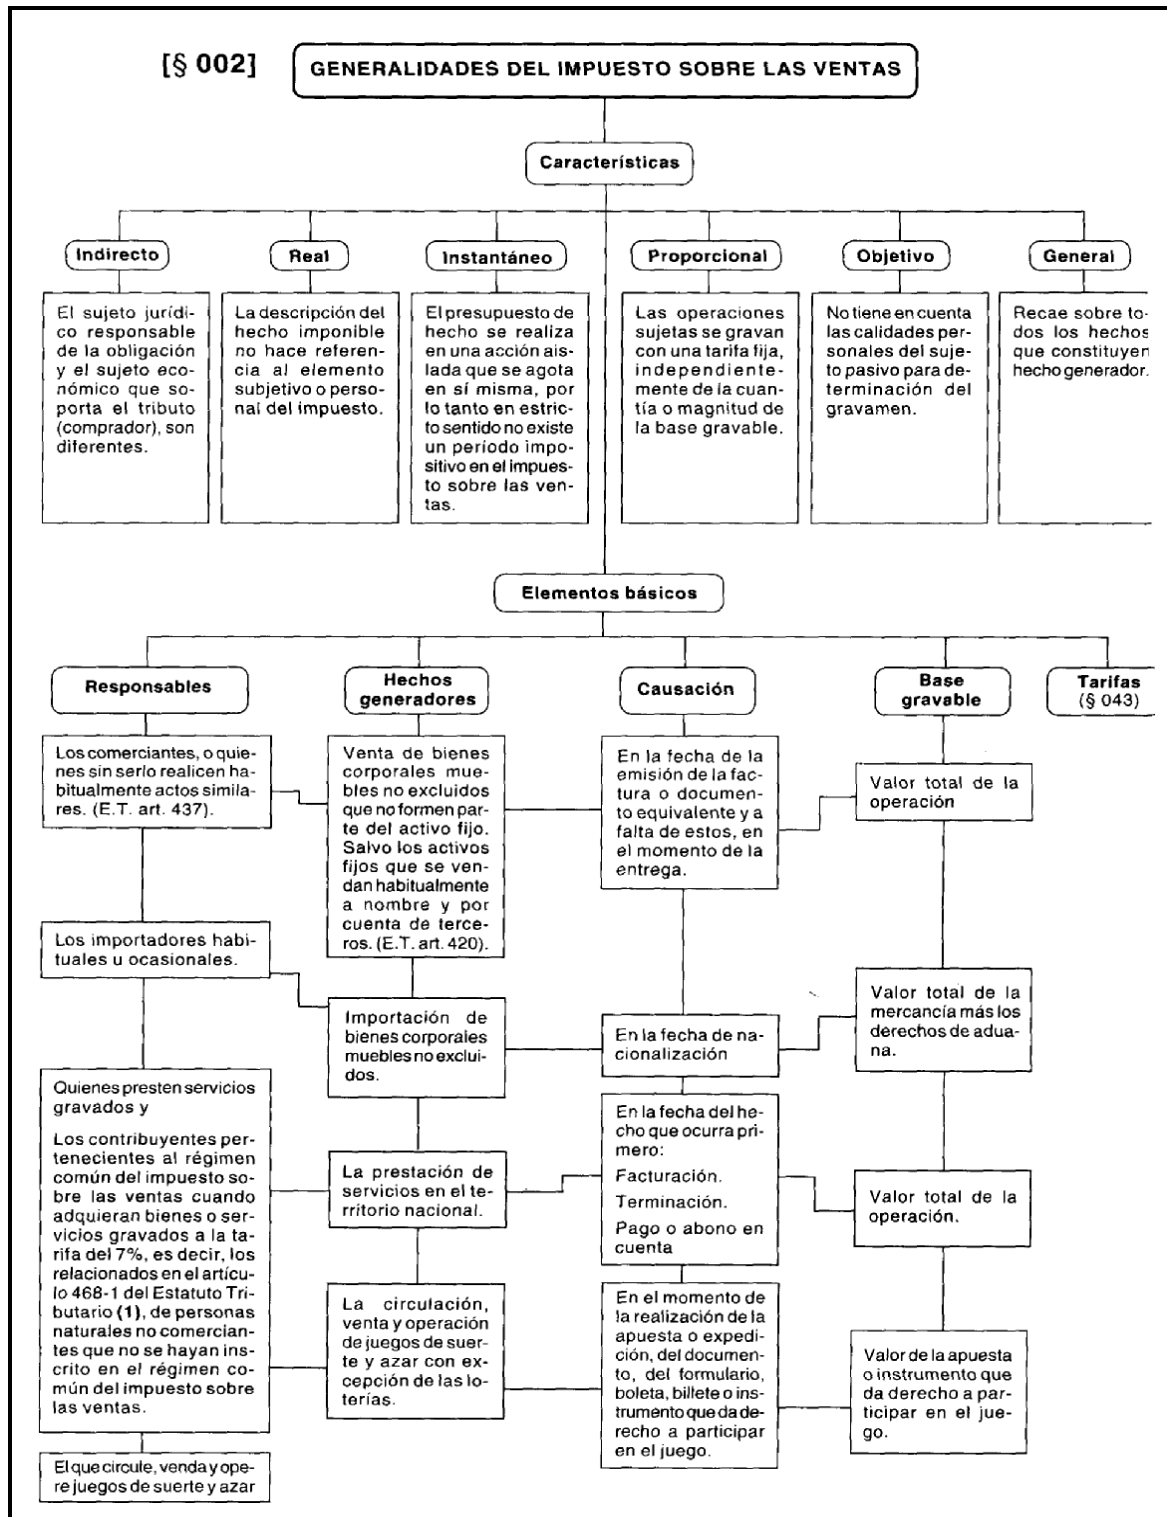 [§ 002]
GENERALIDADES DEL IMPUESTO SOBRE LAS VENTAS
Características
Indirecto
El sujeto jurídi-
co responsable
de la obligación
y el sujeto eco-
nómico que so-
porta el tributo
(comprador), son
diferentes.
Real
La descripción del
hecho imponible
no hace referen-
cia al elemento
subjetivo o perso-
nal del impuesto.
Instantáneo
El presupuesto de
hecho se realiza
en una acción ais-
lada que se agota
en sí misma, por
lo tanto en estric-
to sentido no existe
un período impo-
sitivo en el impues-
to sobre las ven-
tas.
Proporcional
Las operaciones
sujetas se gravan
con una tarifa fija,
independiente-
mente de la cuan-
tía o magnitud de
la base gravable.
Objetivo
No tiene en cuenta
las calidades per-
sonales del suje-
to pasivo para de-
terminación del
gravamen.
General
Recae sobre to-
dos los hechos
que constituyen
hecho generador.
Elementos básicos
Responsables
Los comerciantes, o quie-
nes sin serlo realicen ha-
bitualmente actos simila-
res. (E.T. art. 437).
Los importadores habi-
tuales u ocasionales.
Quienes presten servicios
gravados y
Los contribuyentes per-
tenecientes al régimen
común del impuesto so-
bre las ventas cuando
adquieran bienes o ser-
vicios gravados a la ta-
rifa del 7%, es decir, los
relacionados en el artícu-
lo 468-1 del Estatuto Tri-
butario (1), de personas
naturales no comercian-
tes que no se hayan ins-
crito en el régimen co-
mún del impuesto sobre
las ventas.
El que circule, venda y ope-
re juegos de suerte y azar
Hechos
generadores
Venta de bienes
corporales mue-
bles no excluidos
que no formen par-
te del activo fijo.
Salvo los activos
fijos que se ven-
dan habitualmente
a nombre y por
cuenta de terce-
ros. (E.T. art. 420).
Importación de
bienes corporales
muebles no exclui-
dos.
La prestación de
servicios en el te-
rritorio nacional.
La circulación,
venta y operación
de juegos de suer-
te y azar con ex-
cepción de las lo-
terías.
Causación
En la fecha de la
emisión de la fac-
tura o documento
equivalente y a
falta de estos, en
el momento de la
entrega.
En la fecha de na-
cionalización
En la fecha del he-
cho que ocurra pri-
mero:
Facturación.
Terminación.
Pago o abono en
cuenta
En el momento de
la realización de la
apuesta o expedi-
ción, del documen-
to, del formulario,
boleta, billete o ins-
trumento que da de-
recho a participar
en el juego.
Base
gravable
Valor total de la
operación
Valor total de la
mercancía más los
derechos de adua-
na.
Valor total de la
operación.
Valor de la apuesta
o instrumento que
da derecho a par-
ticipar en el jue-
go.
Tarifas
(§ 043)